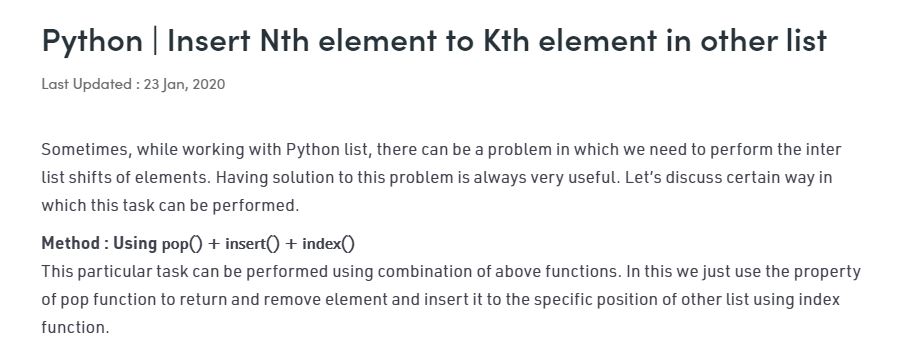 Python | Insert Nth element to Kth element in other list
Last Updated : 23 Jan, 2020
Sometimes, while working with Python list, there can be a problem in which we need to perform the inter
list shifts of elements. Having solution to this problem is always very useful. Let’s discuss certain way in
which this task can be performed.
Method : Using pop() + insert() + index()
This particular task can be performed using combination of above functions. In this we just use the property
of pop function to return and remove element and insert it to the specific position of other list using index
function.